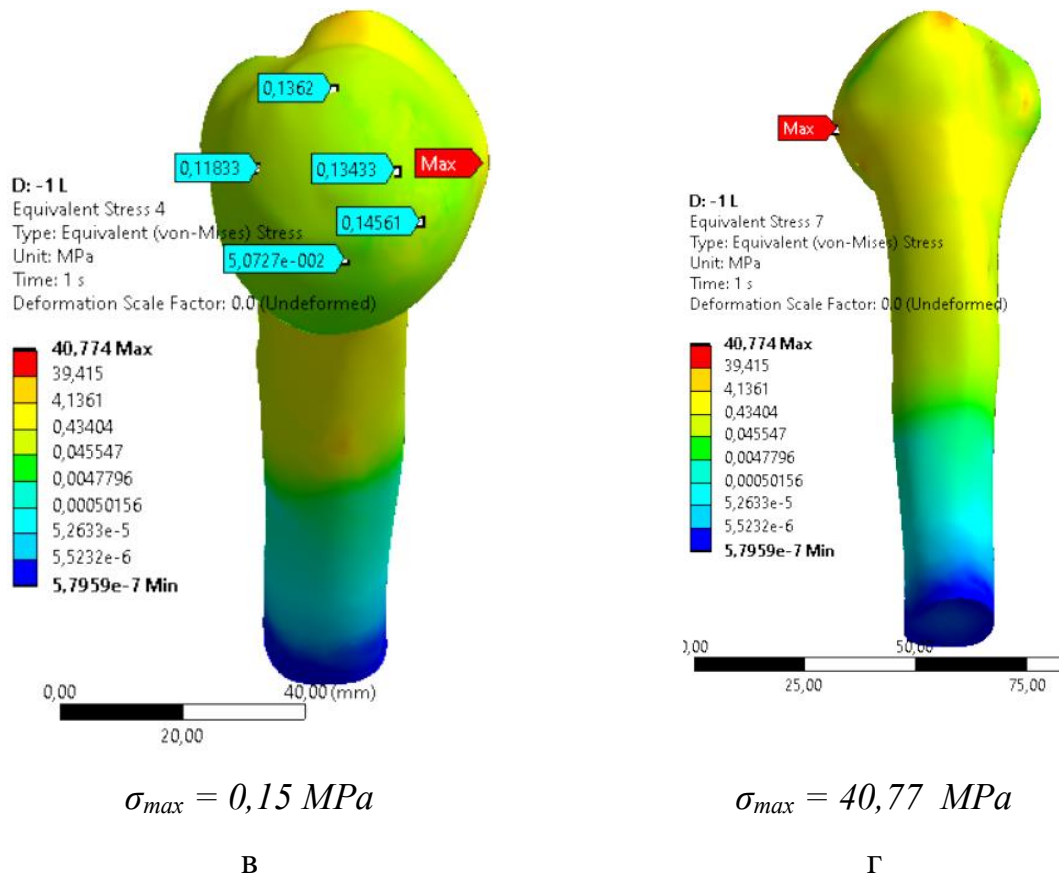 0,1362
0,11833
0,13433
Max
0,14561
5,0727e-002
D: -1 L
Equivalent Stress 4
Type: Equivalent (von-Mises) Stress
Unit: MPa
Time: 1 s
Deformation Scale Factor: 0.0 (Undeformed)
40,774 Max
39,415
4,1361
0,43404
0,045547
0,0047796
0,00050156
5,2633e-5
5,5232e-6
5,7959e-7 Min
0,00
40,00 (mm)
20,00
σmax = 0,15 MPa
в
Max
D: -1 L
Equivalent Stress 7
Type: Equivalent (von-Mises) Stress
Unit: MPa
Time: 1 s
Deformation Scale Factor: 0.0 (Undeformed)
40,774 Max
39,415
4,1361
0,43404
0,045547
0,0047796
0,00050156
5,2633e-5
5,5232e-6
5,7959e-7 Min
0,00
50,00
25,00
75,00
σmax = 40,77 MPa
г